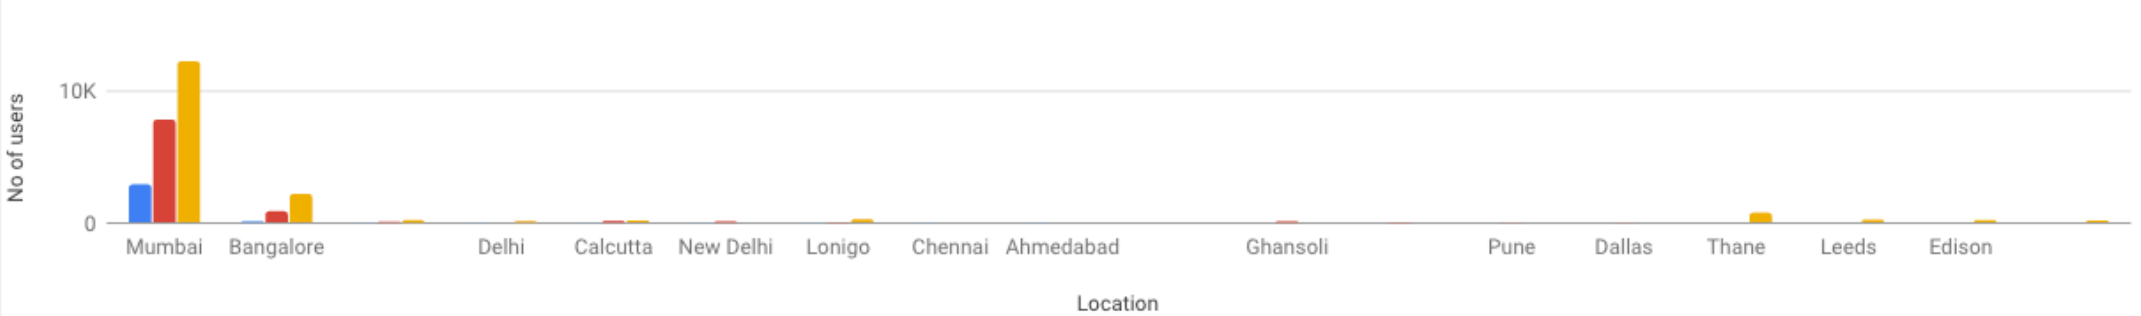 No of users
10K
0
Mumbai Bangalore Delhi Calcutta New Delhi Lonigo Chennai Ahmedabad Ghansoli Pune Dallas Thane Leeds Edison
Location